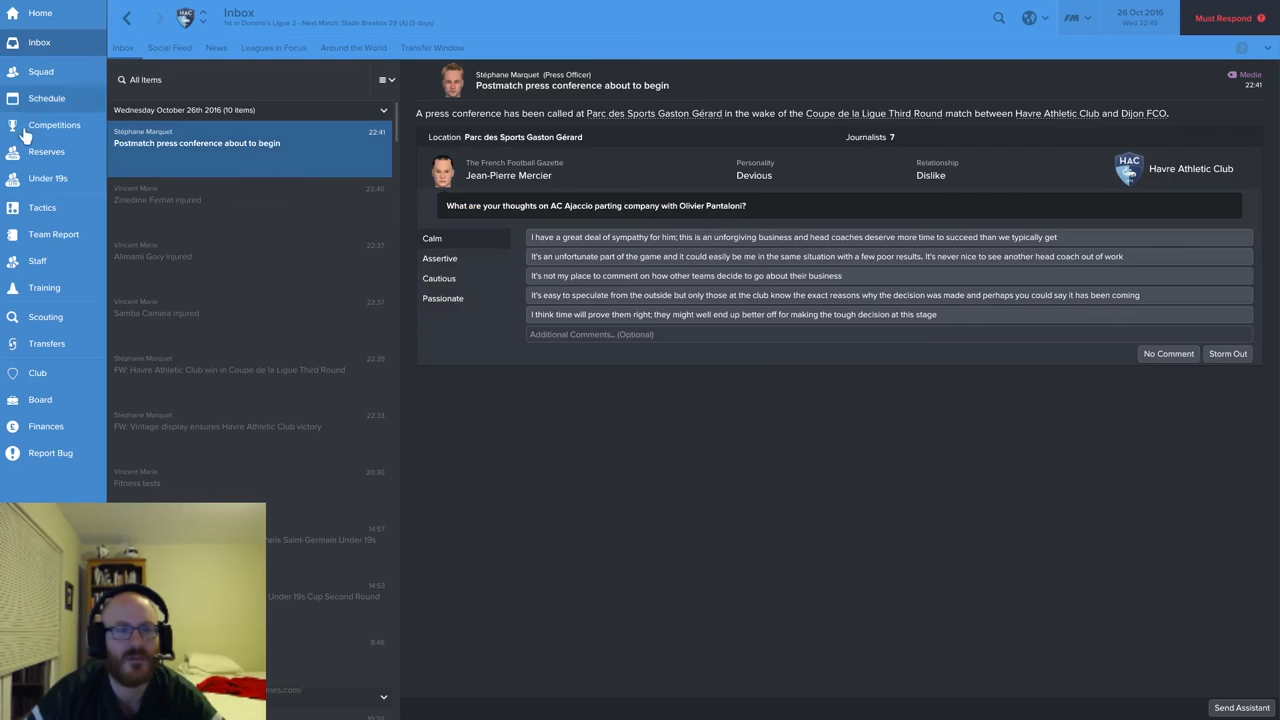 Home
Inbox
Squad
Schedule
Competitions
Reserves
Under 19s
Tactics
Team Report
Staff
Training
Scouting
Transfers
Club
Board
Finances
Report Bug
HAC
Inbox
1st in Domino's Ligue 2 - Next Match: Stade Brestois 29 (A) (3 days)
FM
26 Oct 2016
Wed 22:45
Must Respond
Inbox
Social Feed
News
Leagues in Focus
Around the World
Transfer Window
?
All Items
Wednesday October 26th 2016 (10 items)
Stéphane Marquet
22:41
Postmatch press conference about to begin
Vincent Marie
22:40
Zinedine Ferhat injured
Vincent Marie
22:37
Alimami Gory injured
Vincent Marie
22:37
Samba Camara injured
Stéphane Marquet
22:35
FW: Havre Athletic Club win in Coupe de la Ligue Third Round
Stéphane Marquet
22:33
FW: Vintage display ensures Havre Athletic Club victory
Vincent Marie
20:30
Fitness tests
14:57
Paris Saint-Germain Under 19s
14:53
Under 19s Cup Second Round
8:46
mes.com/
Stéphane Marquet (Press Officer)
Postmatch press conference about to begin
Media
22:41
A press conference has been called at Parc des Sports Gaston Gérard in the wake of the Coupe de la Ligue Third Round match between Havre Athletic Club and Dijon FCO.
Location Parc des Sports Gaston Gérard
Journalists 7
The French Football Gazette
Jean-Pierre Mercier
Personality
Devious
Relationship
Dislike
HAC
Havre Athletic Club
What are your thoughts on AC Ajaccio parting company with Olivier Pantaloni?
Calm
Assertive
Cautious
Passionate
I have a great deal of sympathy for him; this is an unforgiving business and head coaches deserve more time to succeed than we typically get
It's an unfortunate part of the game and it could easily be me in the same situation with a few poor results. It's never nice to see another head coach out of work
It's not my place to comment on how other teams decide to go about their business
It's easy to speculate from the outside but only those at the club know the exact reasons why the decision was made and perhaps you could say it has been coming
I think time will prove them right; they might well end up better off for making the tough decision at this stage
Additional Comments... (Optional)
No Comment
Storm Out
Send Assistant